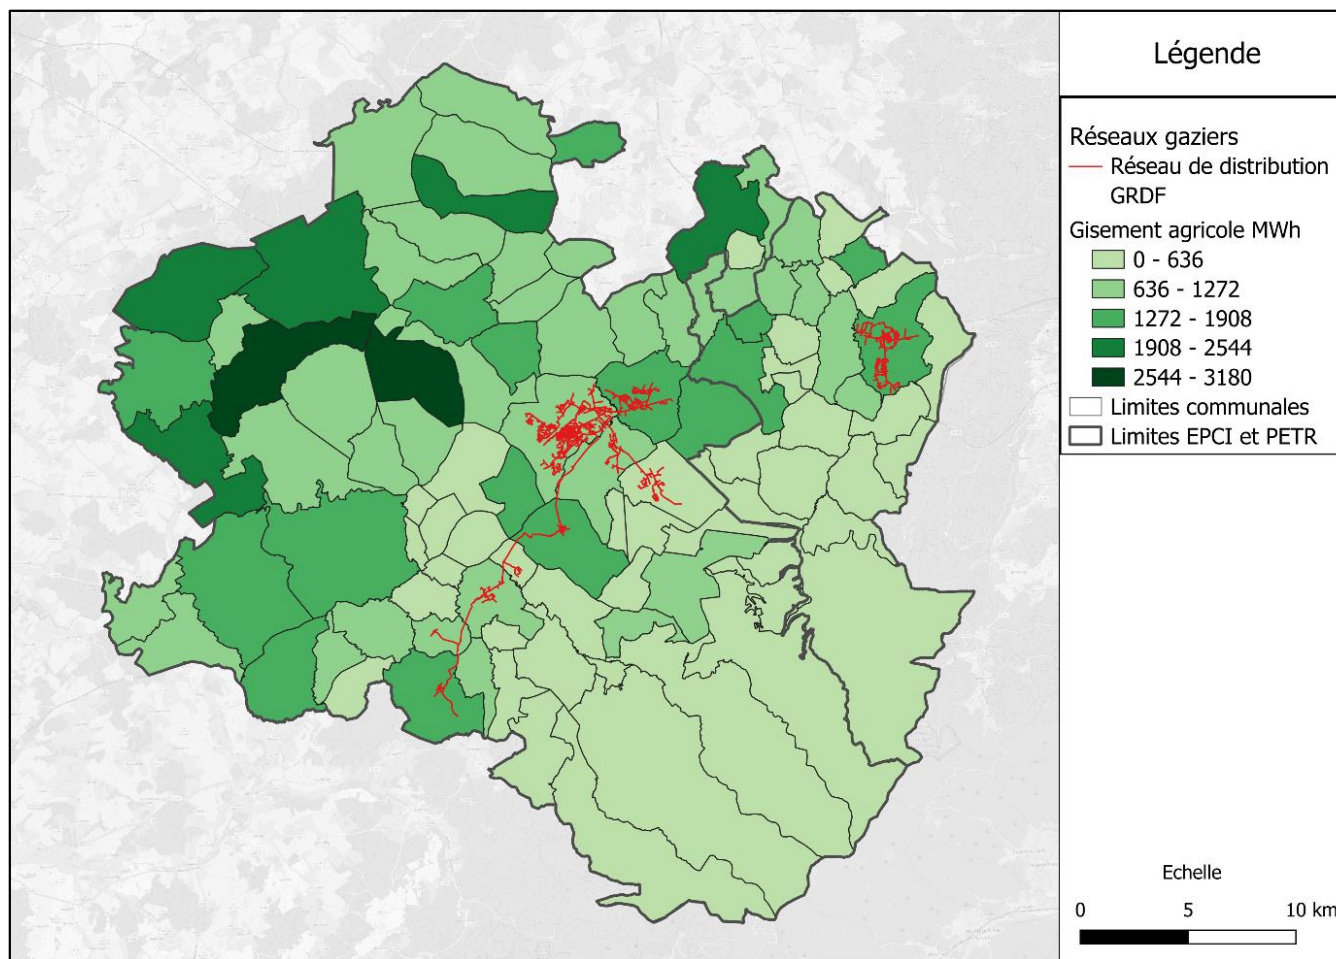 Légende
Réseaux gaziers
Réseau de distribution
GRDF
Gisement agricole MWh
0 - 636
636 - 1272
1272 - 1908
1908 - 2544
2544 - 3180
Limites communales
Limites EPCI et PETR
Echelle
0 5 10 km